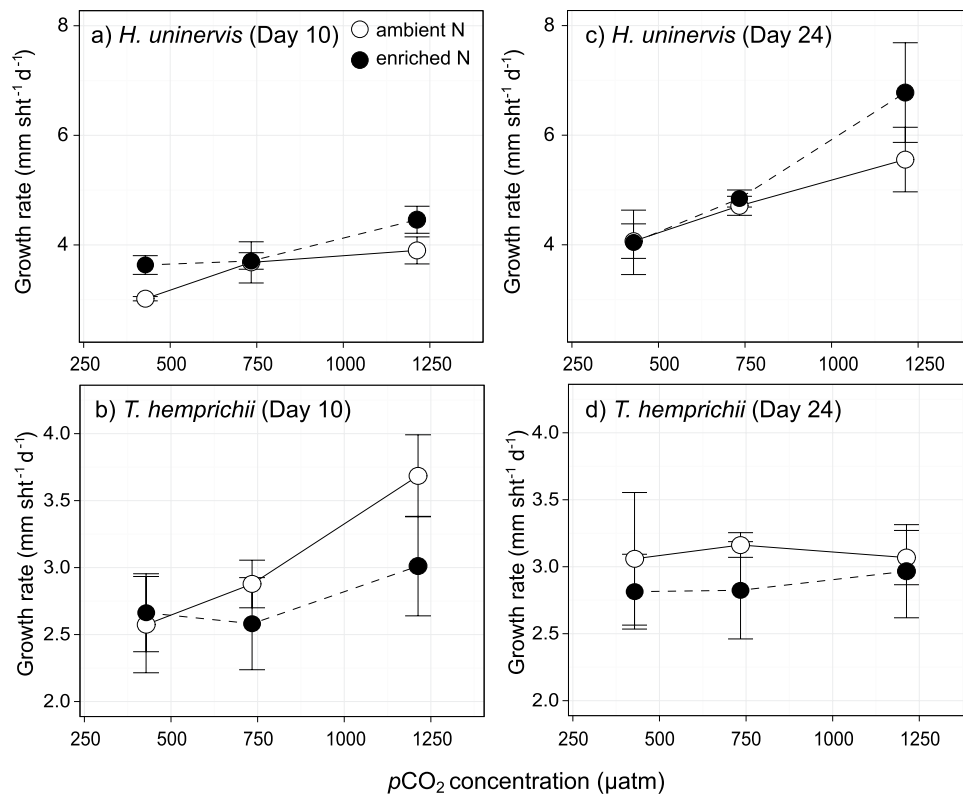 a) H. uninervis (Day 10)
ambient N
enriched N
Growth rate (mm sht⁻¹ d⁻¹)
8
6
4
250 500 750 1000 1250
c) H. uninervis (Day 24)
Growth rate (mm sht⁻¹ d⁻¹)
8
6
4
250 500 750 1000 1250
b) T. hemprichii (Day 10)
Growth rate (mm sht⁻¹ d⁻¹)
4.0
3.5
3.0
2.5
2.0
250 500 750 1000 1250
d) T. hemprichii (Day 24)
Growth rate (mm sht⁻¹ d⁻¹)
4.0
3.5
3.0
2.5
2.0
250 500 750 1000 1250
pCO₂ concentration (µatm)